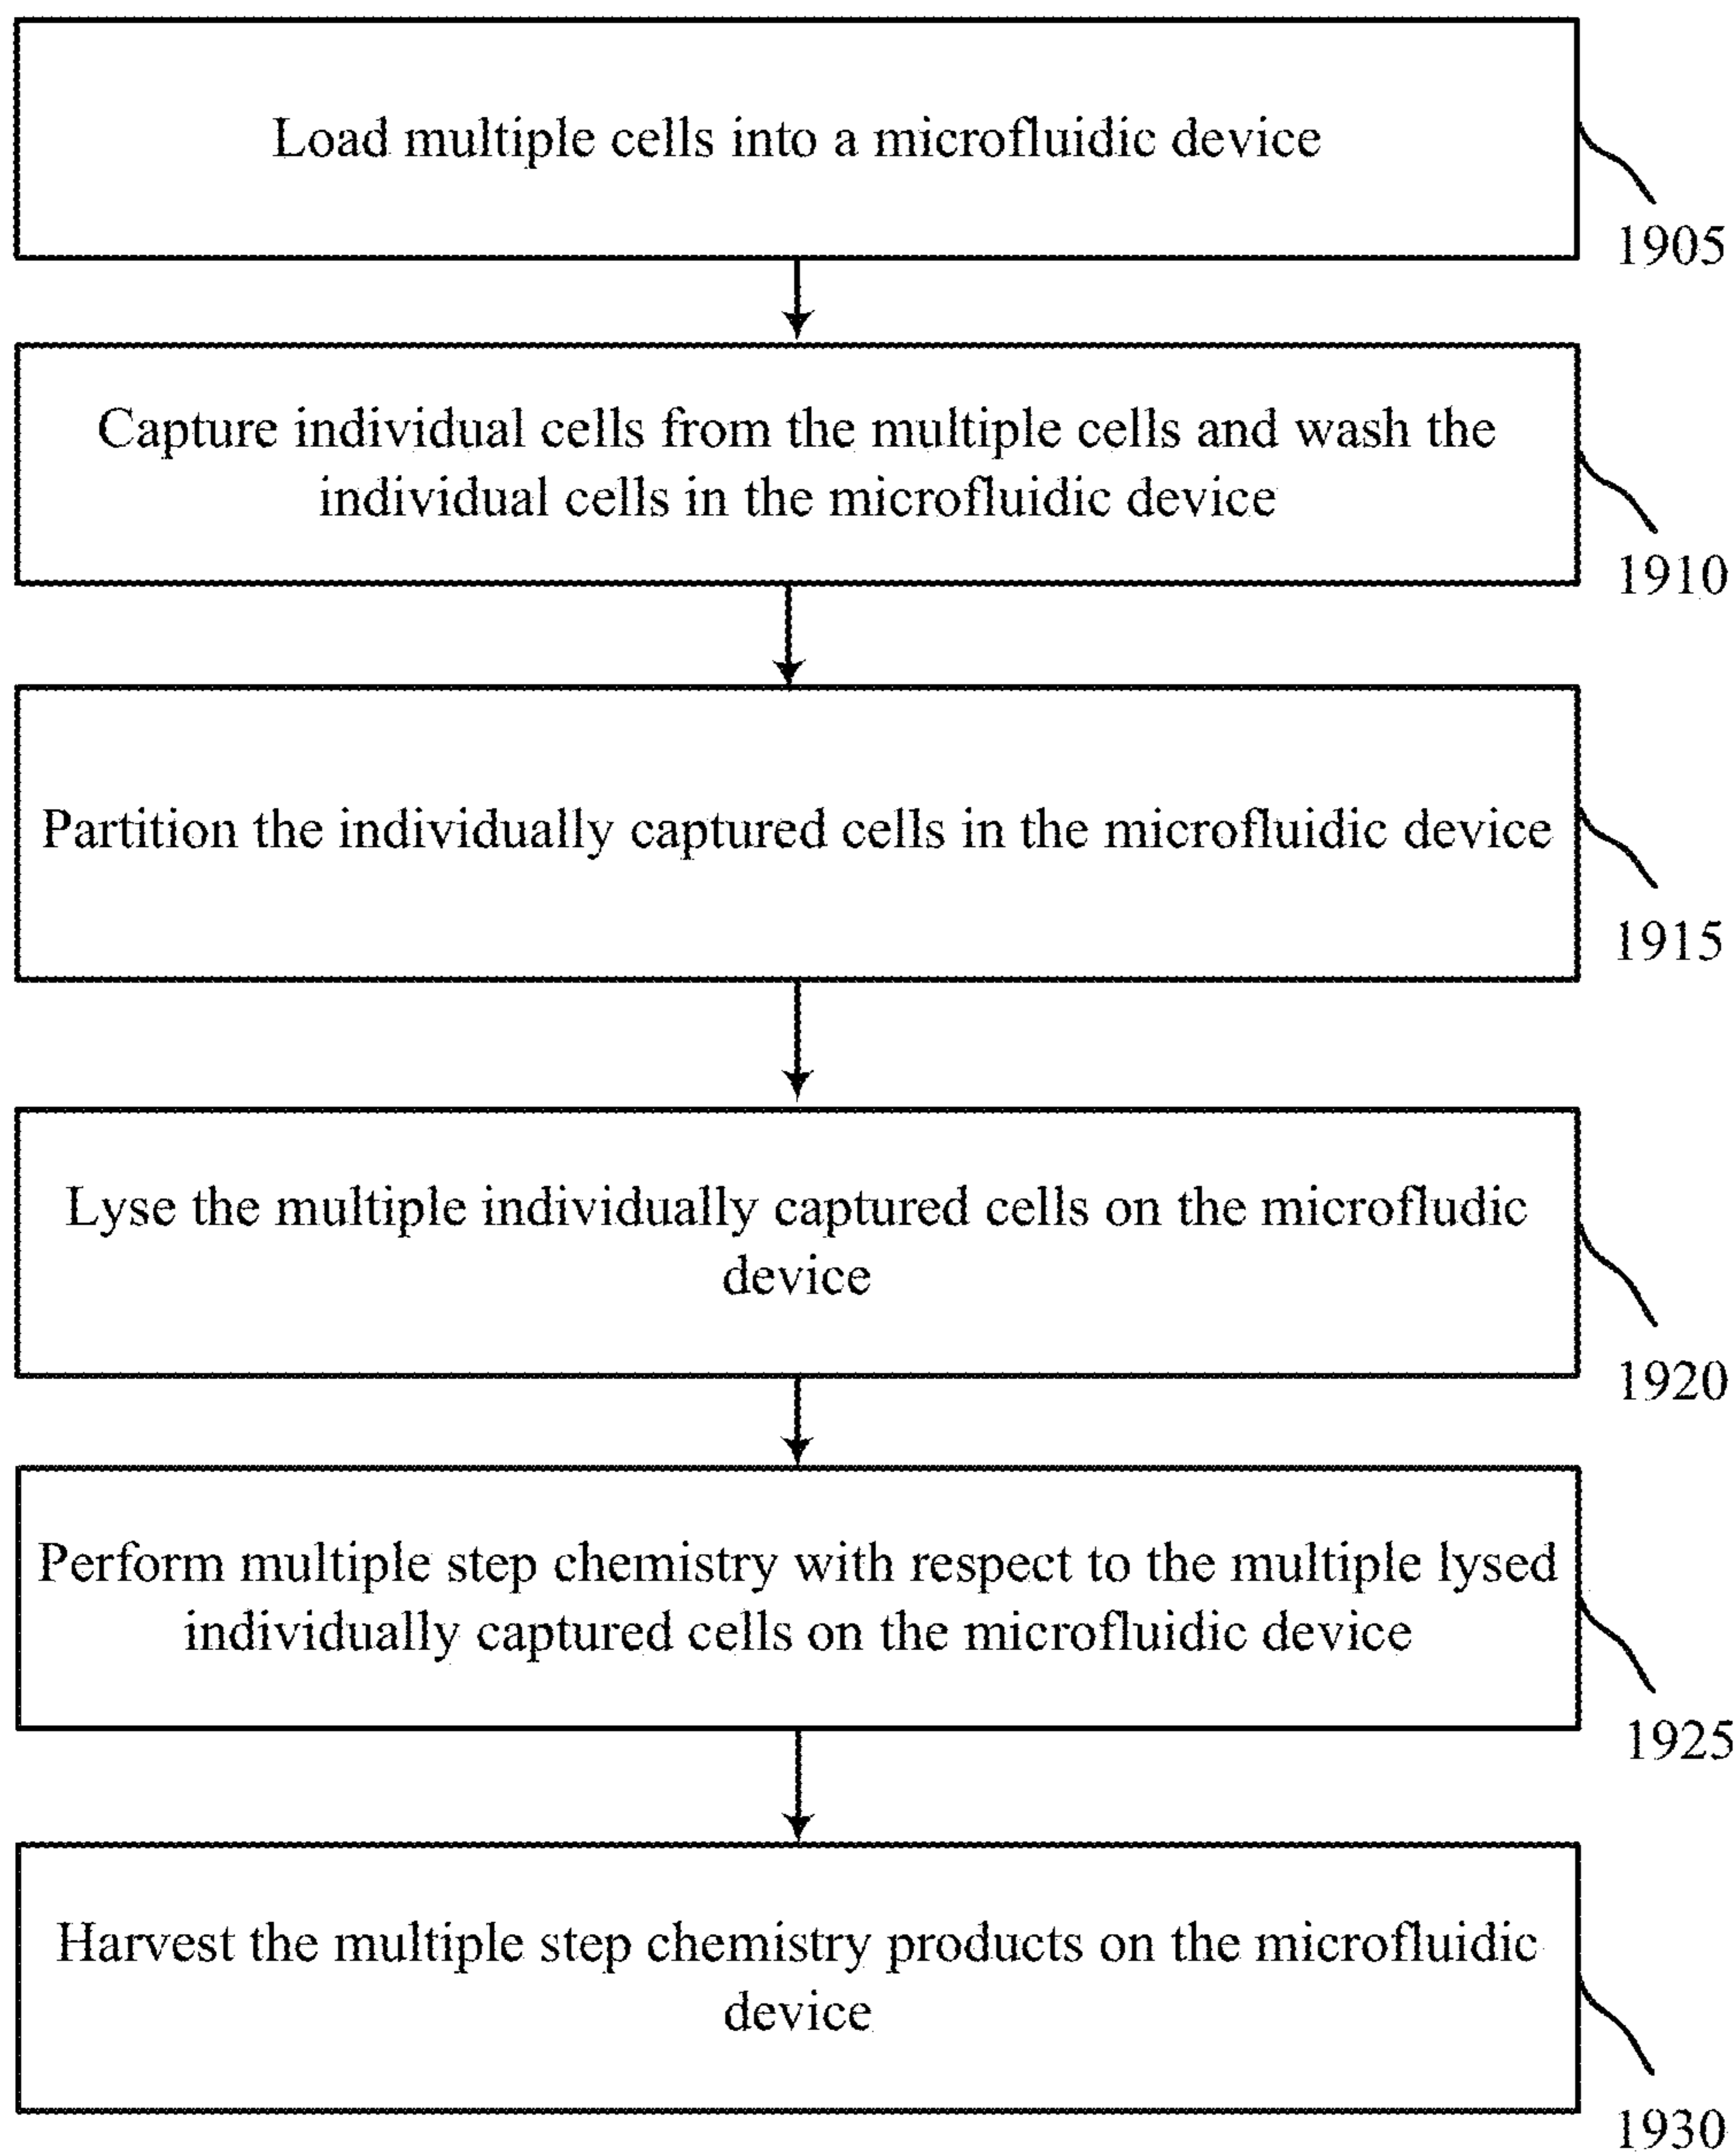 Load multiple cells into a microfluidic device
1905
Capture individual cells from the multiple cells and wash the
individual cells in the microfluidic device
1910
Partition the individually captured cells in the microfluidic device
1915
Lyse the multiple individually captured cells on the microfludic
device
1920
Perform multiple step chemistry with respect to the multiple lysed
individually captured cells on the microfluidic device
1925
Harvest the multiple step chemistry products on the microfluidic
device
1930